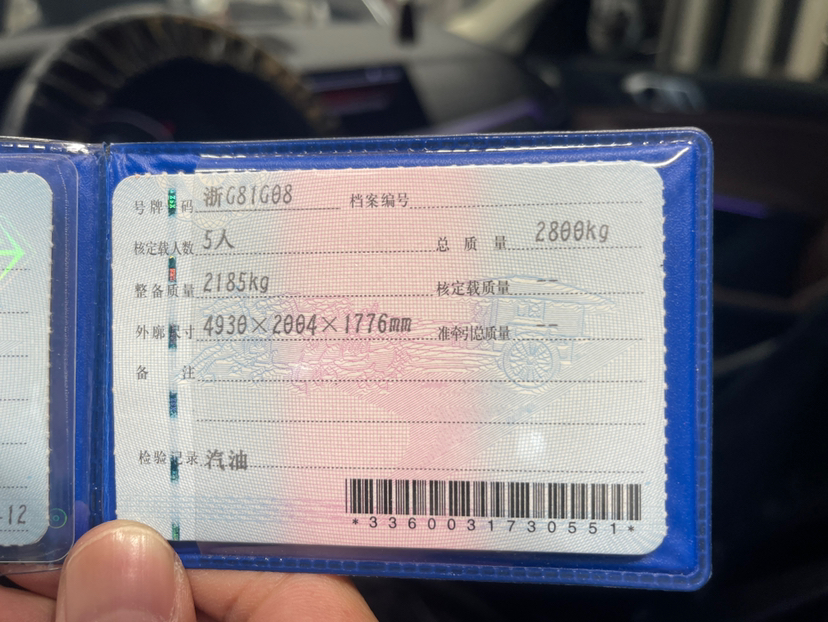 号牌号码 浙G81G08 档案编号
核定载人数 5人 总质量 2800kg
整备质量 2185kg 核定载质量 --
外廓尺寸 4930×2004×1776mm 准牵引总质量 --
备注
检验记录 汽油
*3360031730551*
-12